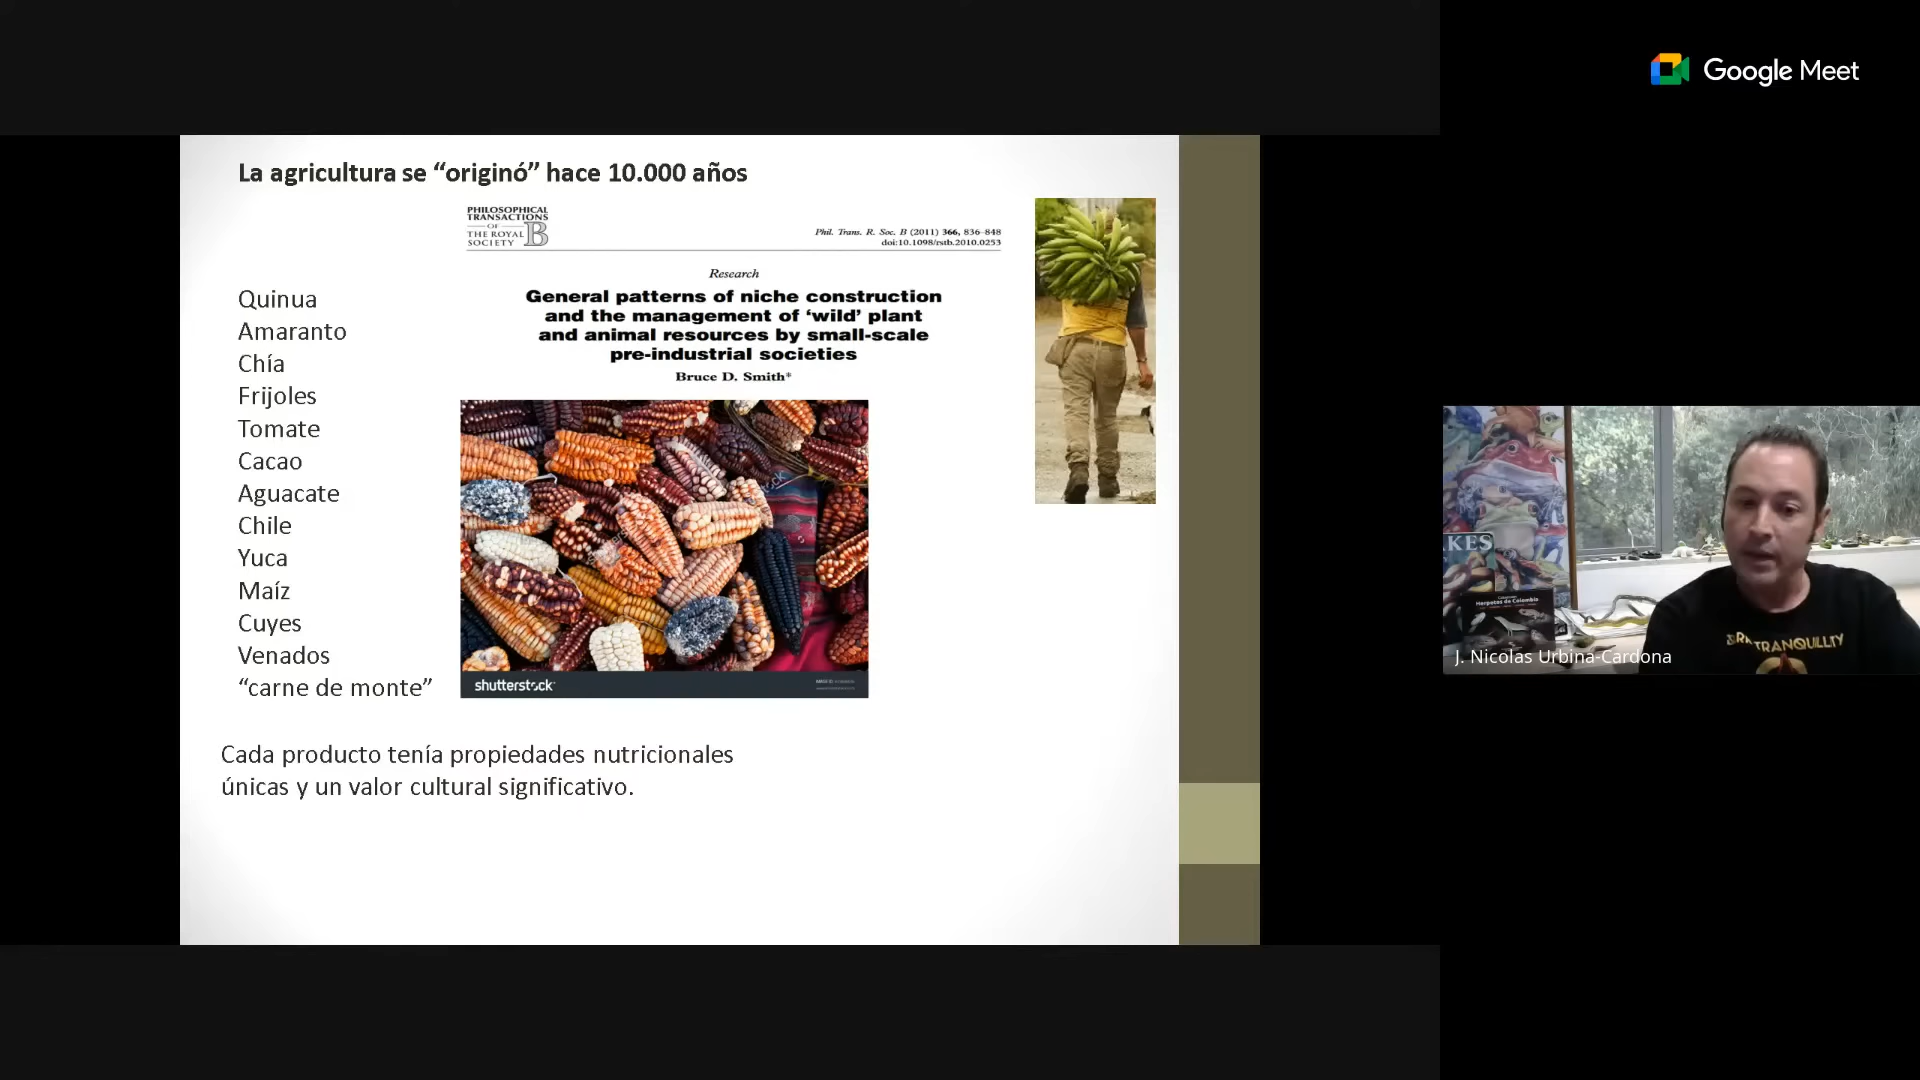 Google Meet
La agricultura se “originó” hace 10.000 años
PHILOSOPHICAL
TRANSACTIONS
OF
THE ROYAL
SOCIETY
B
Phil. Trans. R. Soc. B (2011) 366, 836–848
doi:10.1098/rstb.2010.0253
Research
General patterns of niche construction
and the management of ‘wild’ plant
and animal resources by small-scale
pre-industrial societies
Bruce D. Smith*
Quinua
Amaranto
Chía
Frijoles
Tomate
Cacao
Aguacate
Chile
Yuca
Maíz
Cuyes
Venados
“carne de monte”
shutterstock
Cada producto tenía propiedades nutricionales
únicas y un valor cultural significativo.
KES
Herpetos de Colombia
TRANQUILLITY
J. Nicolas Urbina-Cardona